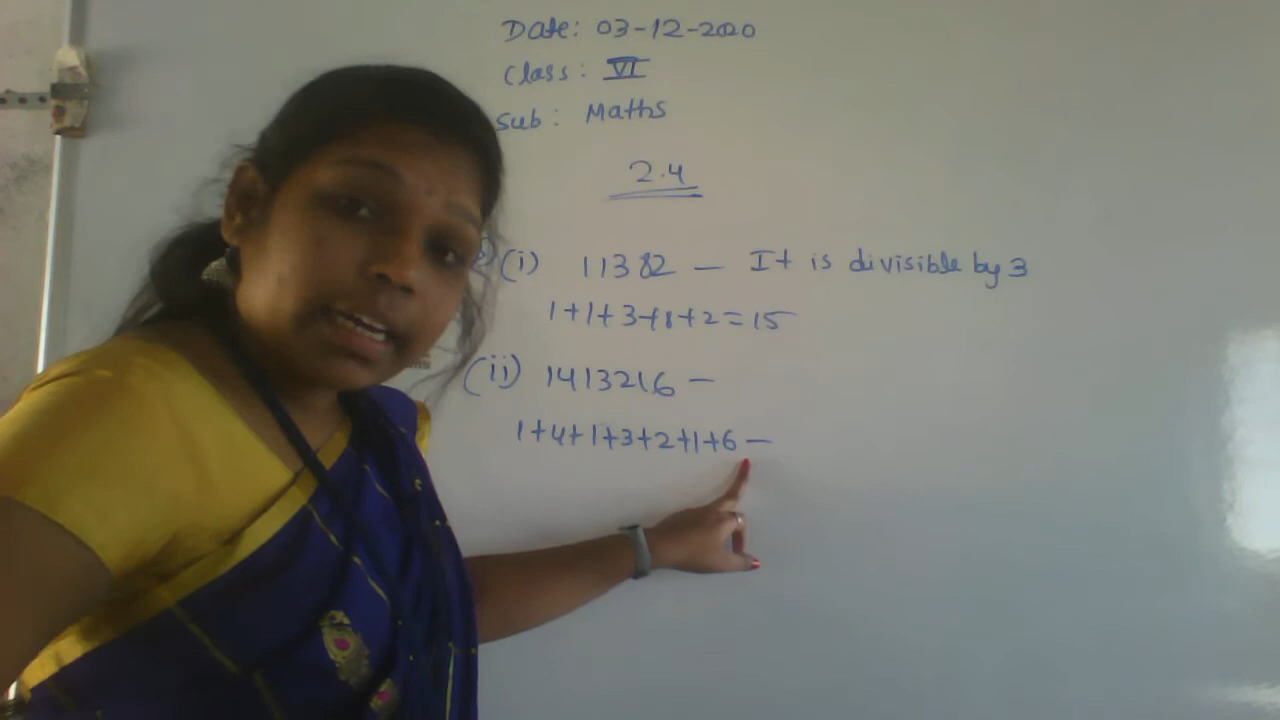 Date: 03-12-2020
Class: VI
Sub: Maths
2.4
(i) 11382 — It is divisible by 3
1+1+3+8+2=15
(ii) 1413216 —
1+4+1+3+2+1+6 —